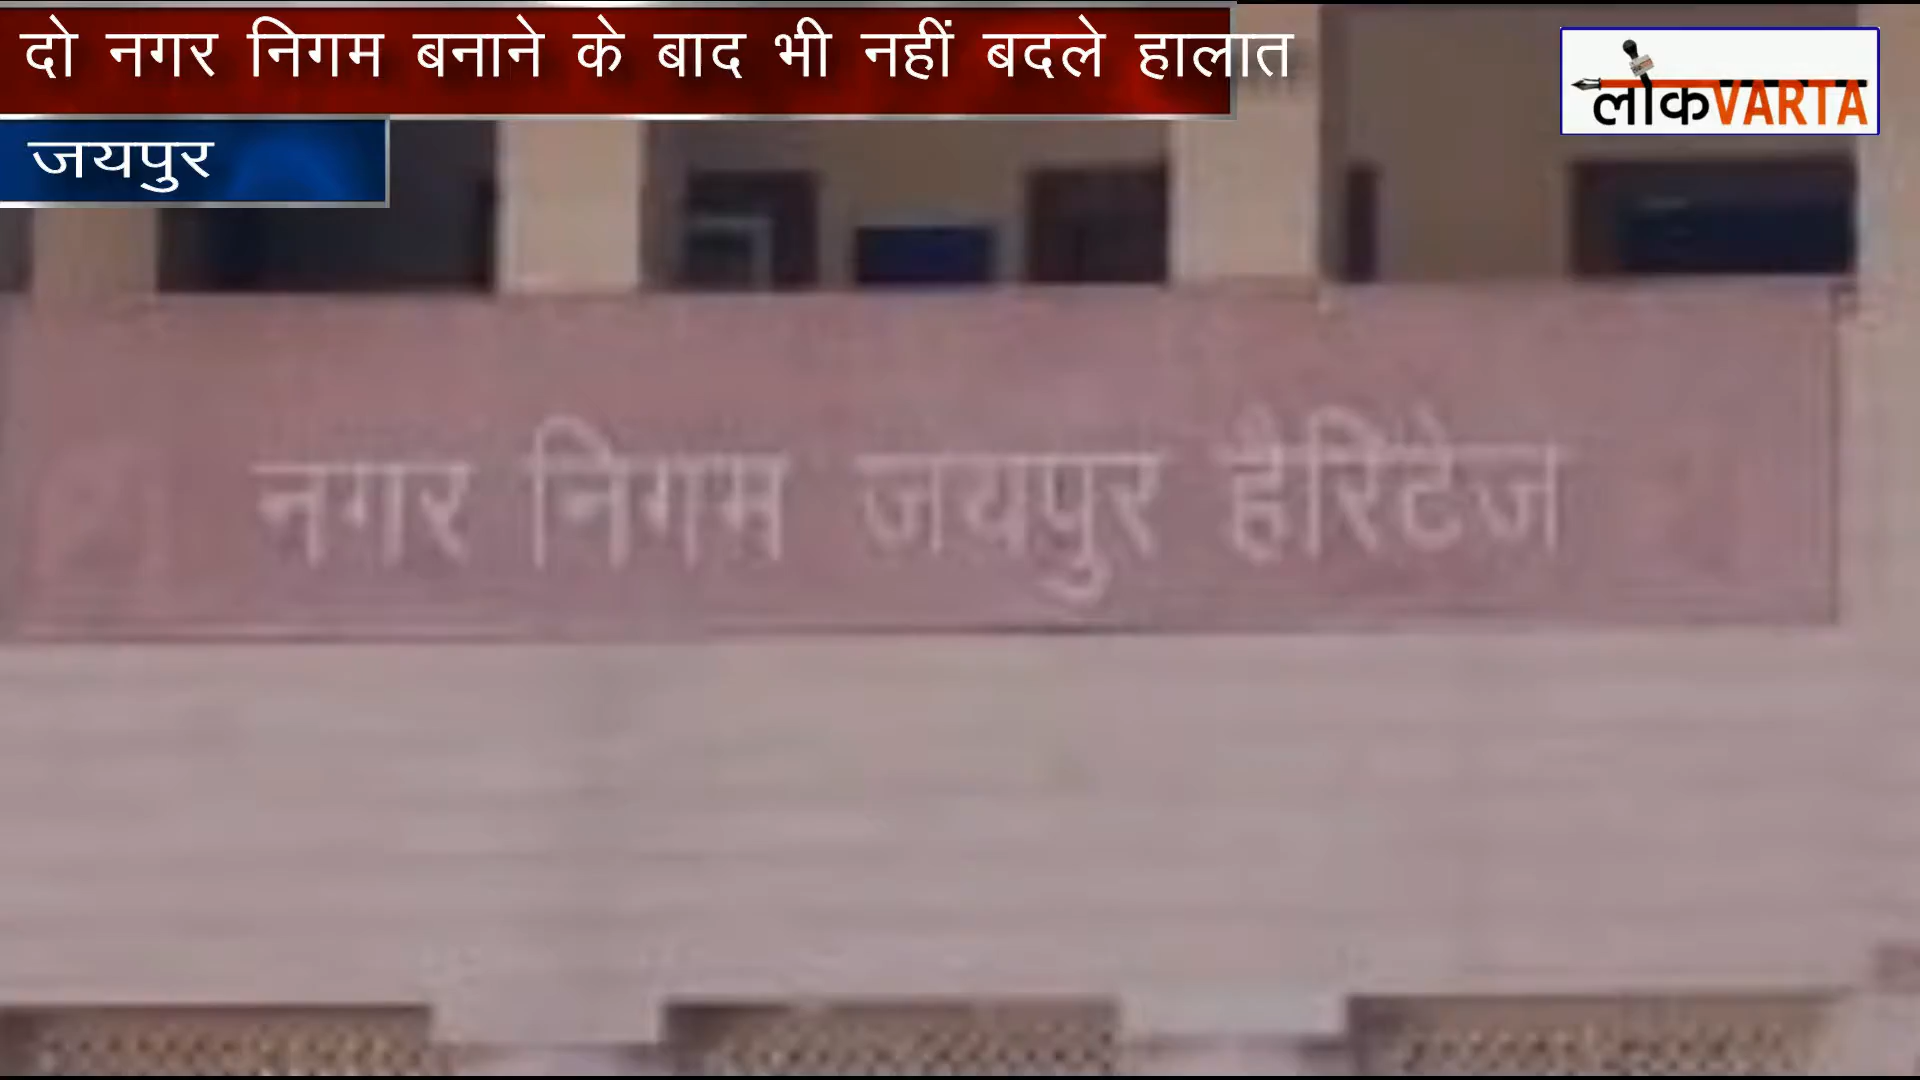 दो नगर निगम बनाने के बाद भी नहीं बदले हालात
लोकVARTA
जयपुर
नगर निगम जयपुर हैरिटेज